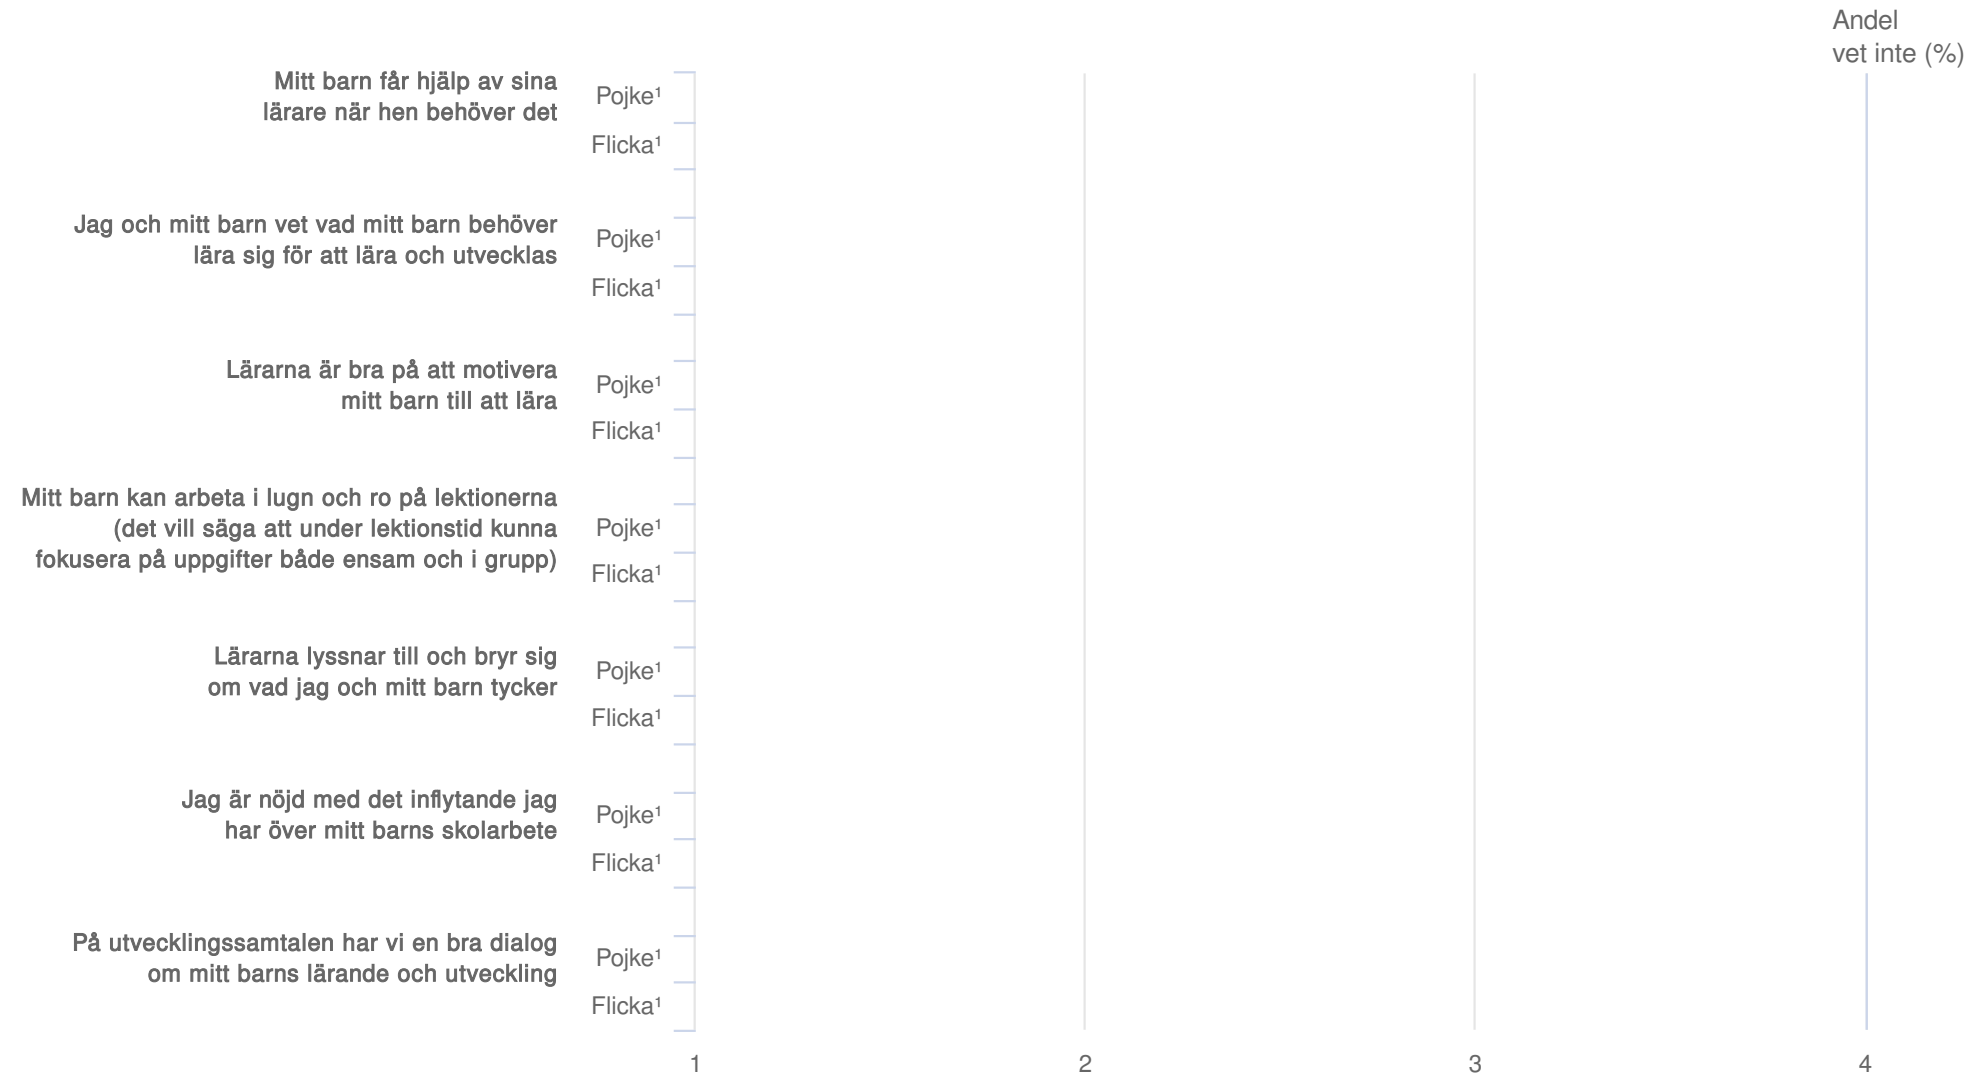 Andel
vet inte (%)
Mitt barn får hjälp av sina
lärare när hen behöver det
Pojke¹
Flicka¹
Jag och mitt barn vet vad mitt barn behöver
lära sig för att lära och utvecklas
Pojke¹
Flicka¹
Lärarna är bra på att motivera
mitt barn till att lära
Pojke¹
Flicka¹
Mitt barn kan arbeta i lugn och ro på lektionerna
(det vill säga att under lektionstid kunna
fokusera på uppgifter både ensam och i grupp)
Pojke¹
Flicka¹
Lärarna lyssnar till och bryr sig
om vad jag och mitt barn tycker
Pojke¹
Flicka¹
Jag är nöjd med det inflytande jag
har över mitt barns skolarbete
Pojke¹
Flicka¹
På utvecklingssamtalen har vi en bra dialog
om mitt barns lärande och utveckling
Pojke¹
Flicka¹
1 2 3 4